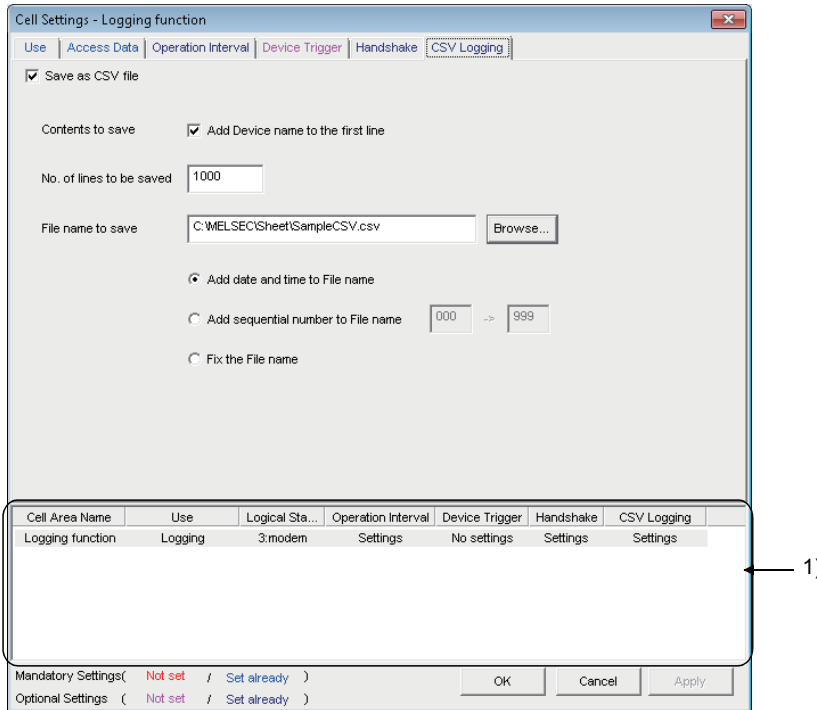 Cell Settings - Logging function
Use Access Data Operation Interval Device Trigger Handshake CSV Logging
Save as CSV file
Contents to save Add Device name to the first line
No. of lines to be saved 1000
File name to save C:\MELSEC\Sheet\SampleCSV.csv Browse...
Add date and time to File name
Add sequential number to File name 000 -> 999
Fix the File name
Cell Area Name Use Logical Sta... Operation Interval Device Trigger Handshake CSV Logging
Logging function Logging 3:modem Settings No settings Settings Settings
1)
Mandatory Settings( Not set / Set already ) OK Cancel Apply
Optional Settings ( Not set / Set already )